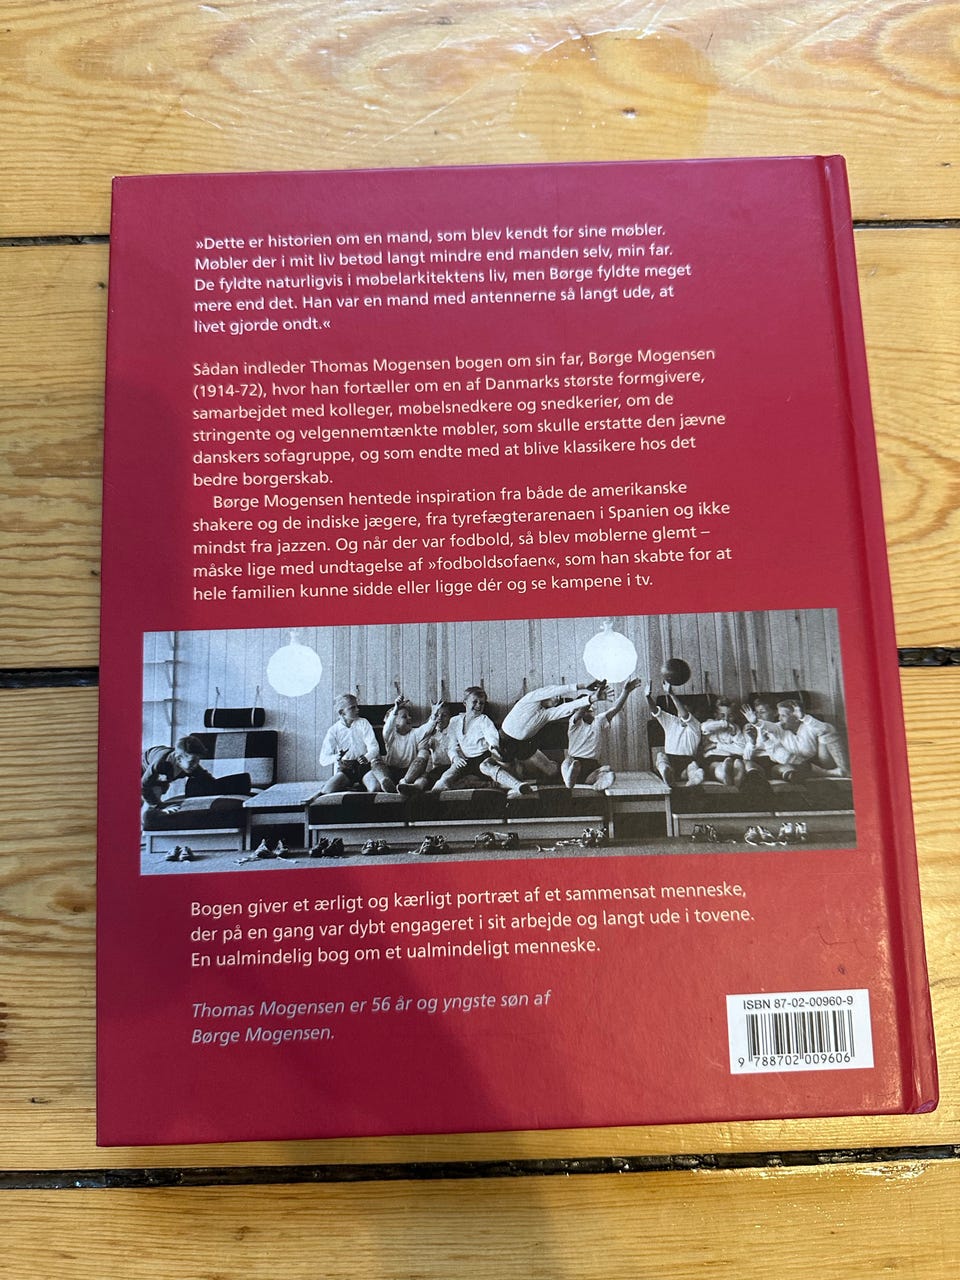 »Dette er historien om en mand, som blev kendt for sine møbler.
Møbler der i mit liv betød langt mindre end manden selv, min far.
De fyldte naturligvis i møbelarkitektens liv, men Børge fyldte meget
mere end det. Han var en mand med antennerne så langt ude, at
livet gjorde ondt.«
Sådan indleder Thomas Mogensen bogen om sin far, Børge Mogensen
(1914-72), hvor han fortæller om en af Danmarks største formgivere,
samarbejdet med kolleger, møbelsnedkere og snedkerier, om de
stringente og velgennemtænkte møbler, som skulle erstatte den jævne
danskers sofagruppe, og som endte med at blive klassikere hos det
bedre borgerskab.
Børge Mogensen hentede inspiration fra både de amerikanske
shakere og de indiske jægere, fra tyrefægterarenaen i Spanien og ikke
mindst fra jazzen. Og når der var fodbold, så blev møblerne glemt –
måske lige med undtagelse af »fodboldsofaen«, som han skabte for at
hele familien kunne sidde eller ligge dér og se kampene i tv.
Bogen giver et ærligt og kærligt portræt af et sammensat menneske,
der på en gang var dybt engageret i sit arbejde og langt ude i tovene.
En ualmindelig bog om et ualmindeligt menneske.
Thomas Mogensen er 56 år og yngste søn af
Børge Mogensen.
ISBN 87-02-00960-9
9 788702 009606